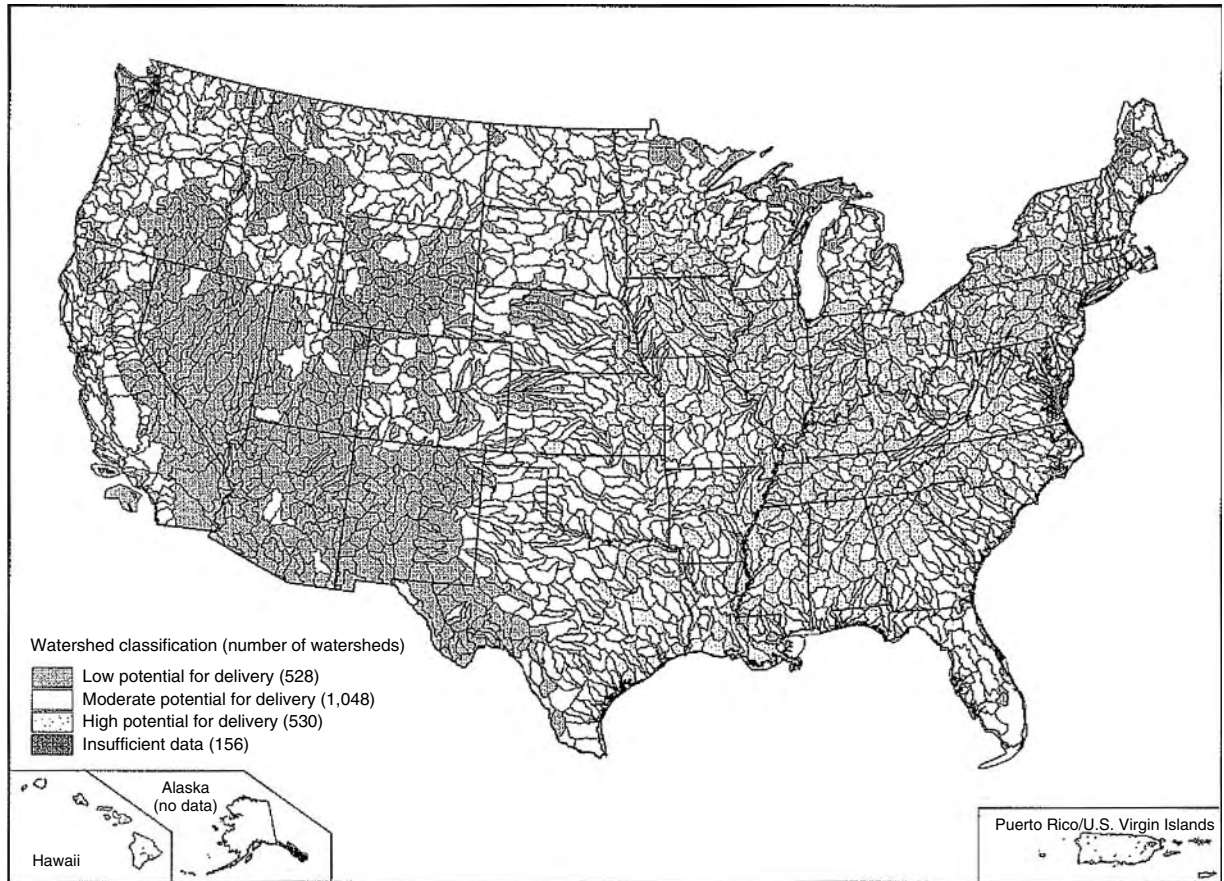 Watershed classification (number of watersheds)
Low potential for delivery (528)
Moderate potential for delivery (1,048)
High potential for delivery (530)
Insufficient data (156)
Alaska
(no data)
Hawaii
Puerto Rico/U.S. Virgin Islands